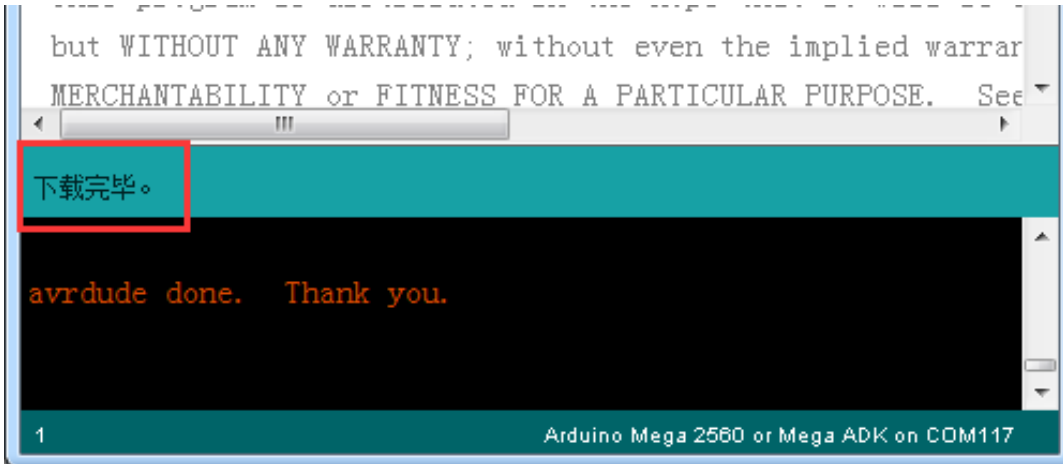 but WITHOUT ANY WARRANTY; without even the implied warrar
MERCHANTABILITY or FITNESS FOR A PARTICULAR PURPOSE. See
下载完毕。
avrdude done. Thank you.
1 Arduino Mega 2560 or Mega ADK on COM117